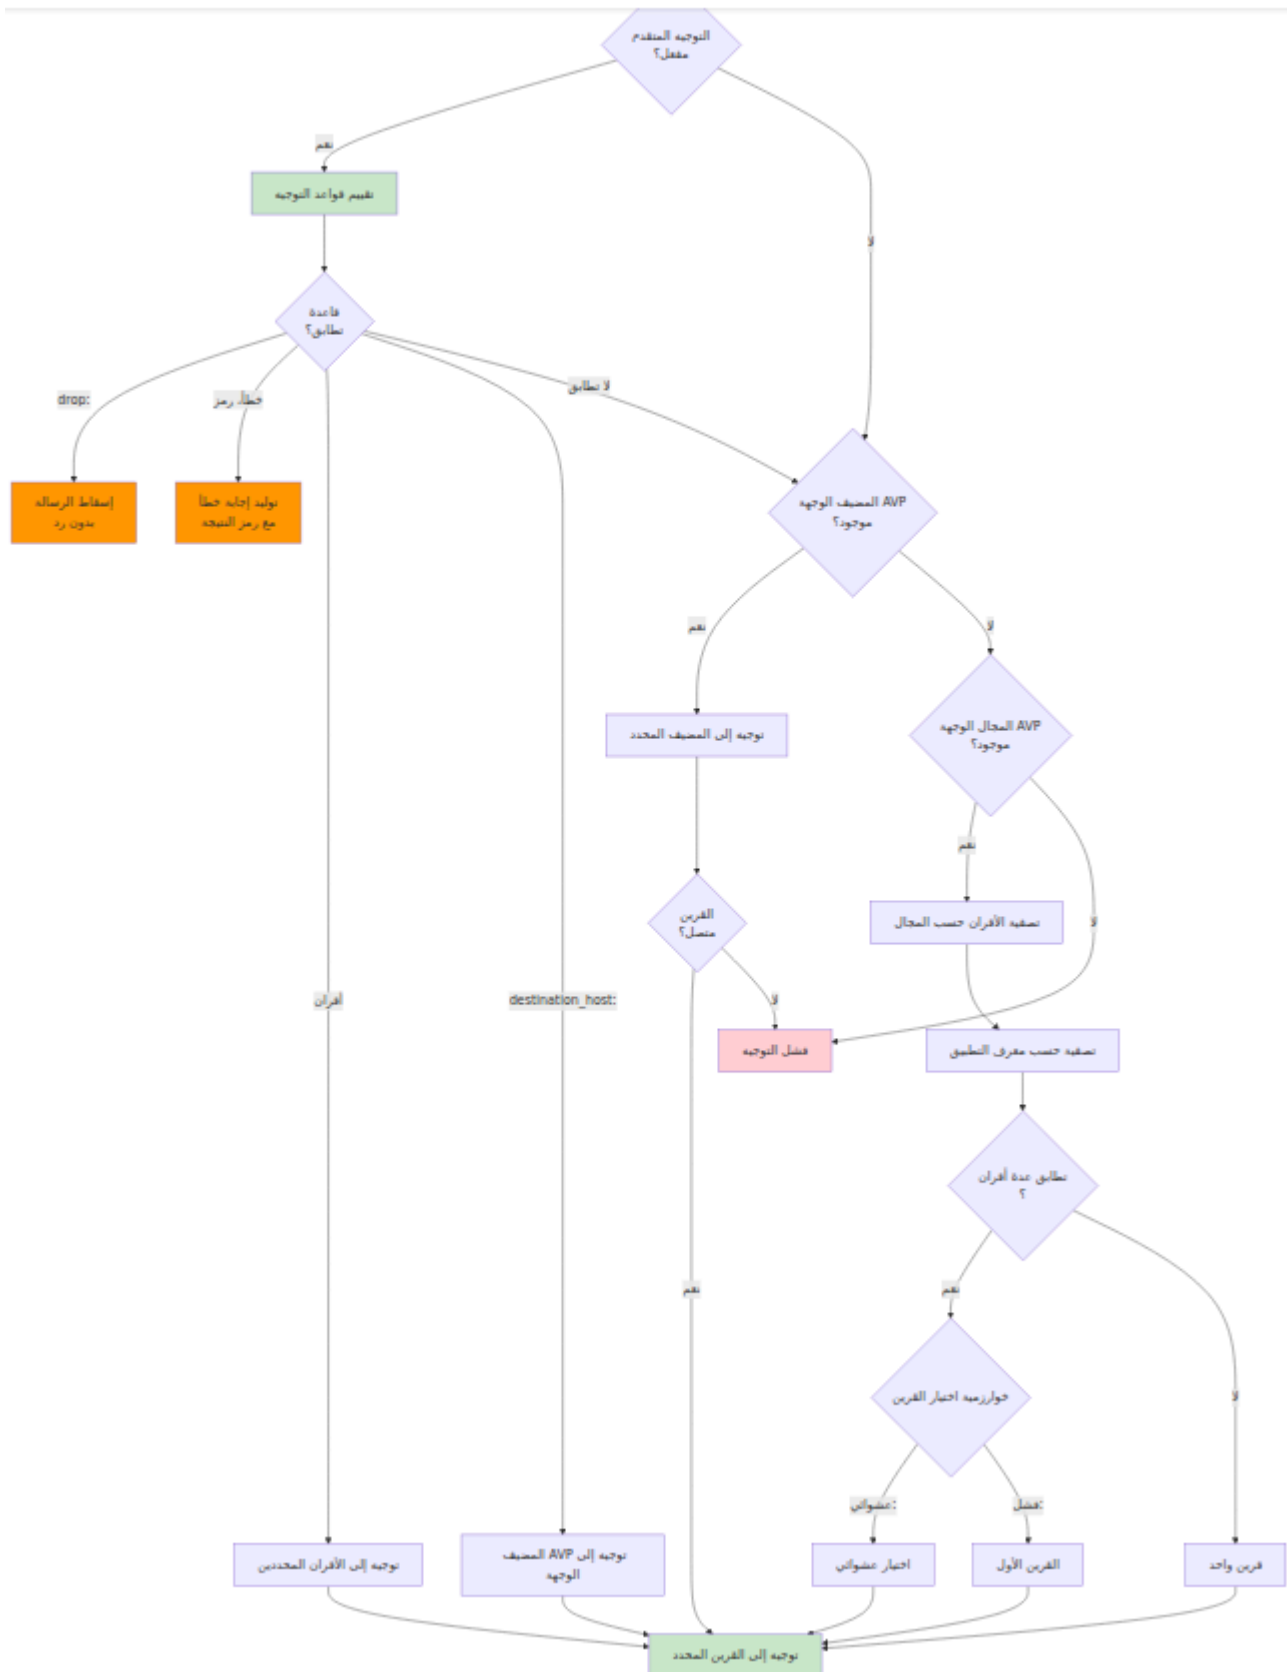 التوجيه المتقدم
مفعل؟
نعم
لا
تقييم قواعد التوجيه
قاعدة
تطابق؟
drop:
خطأ، رمز
لا تطابق
إسقاط الرسالة
بدون رد
توليد إجابة خطأ
مع رمز النتيجة
AVP المضيف الوجهة
موجود؟
نعم
لا
توجيه إلى المضيف المحدد
AVP المجال الوجهة
موجود؟
نعم
القرين
متصل؟
تصفية الأقران حسب المجال
لا
أقران
destination_host:
لا
فشل التوجيه
تصفية حسب معرف التطبيق
تطابق عدة أقران
؟
نعم
نعم
خوارزمية اختيار القرين
لا
عشوائي:
فشل:
توجيه إلى الأقران المحددين
توجيه إلى AVP المضيف
الوجهة
اختيار عشوائي
القرين الأول
قرين واحد
توجيه إلى القرين المحدد